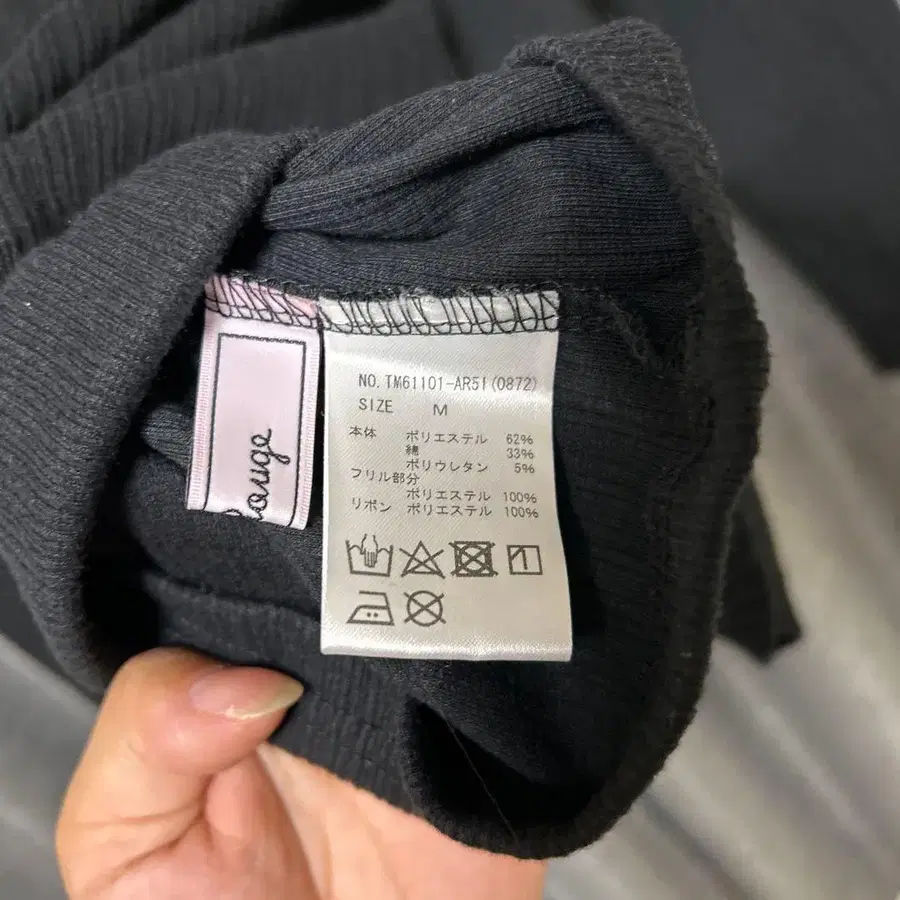 NO. TM61101-AR51(0872)
SIZE M
本体 ポリエステル 62%
綿 33%
ポリウレタン 5%
フリル部分
ポリエステル 100%
リボン ポリエステル 100%